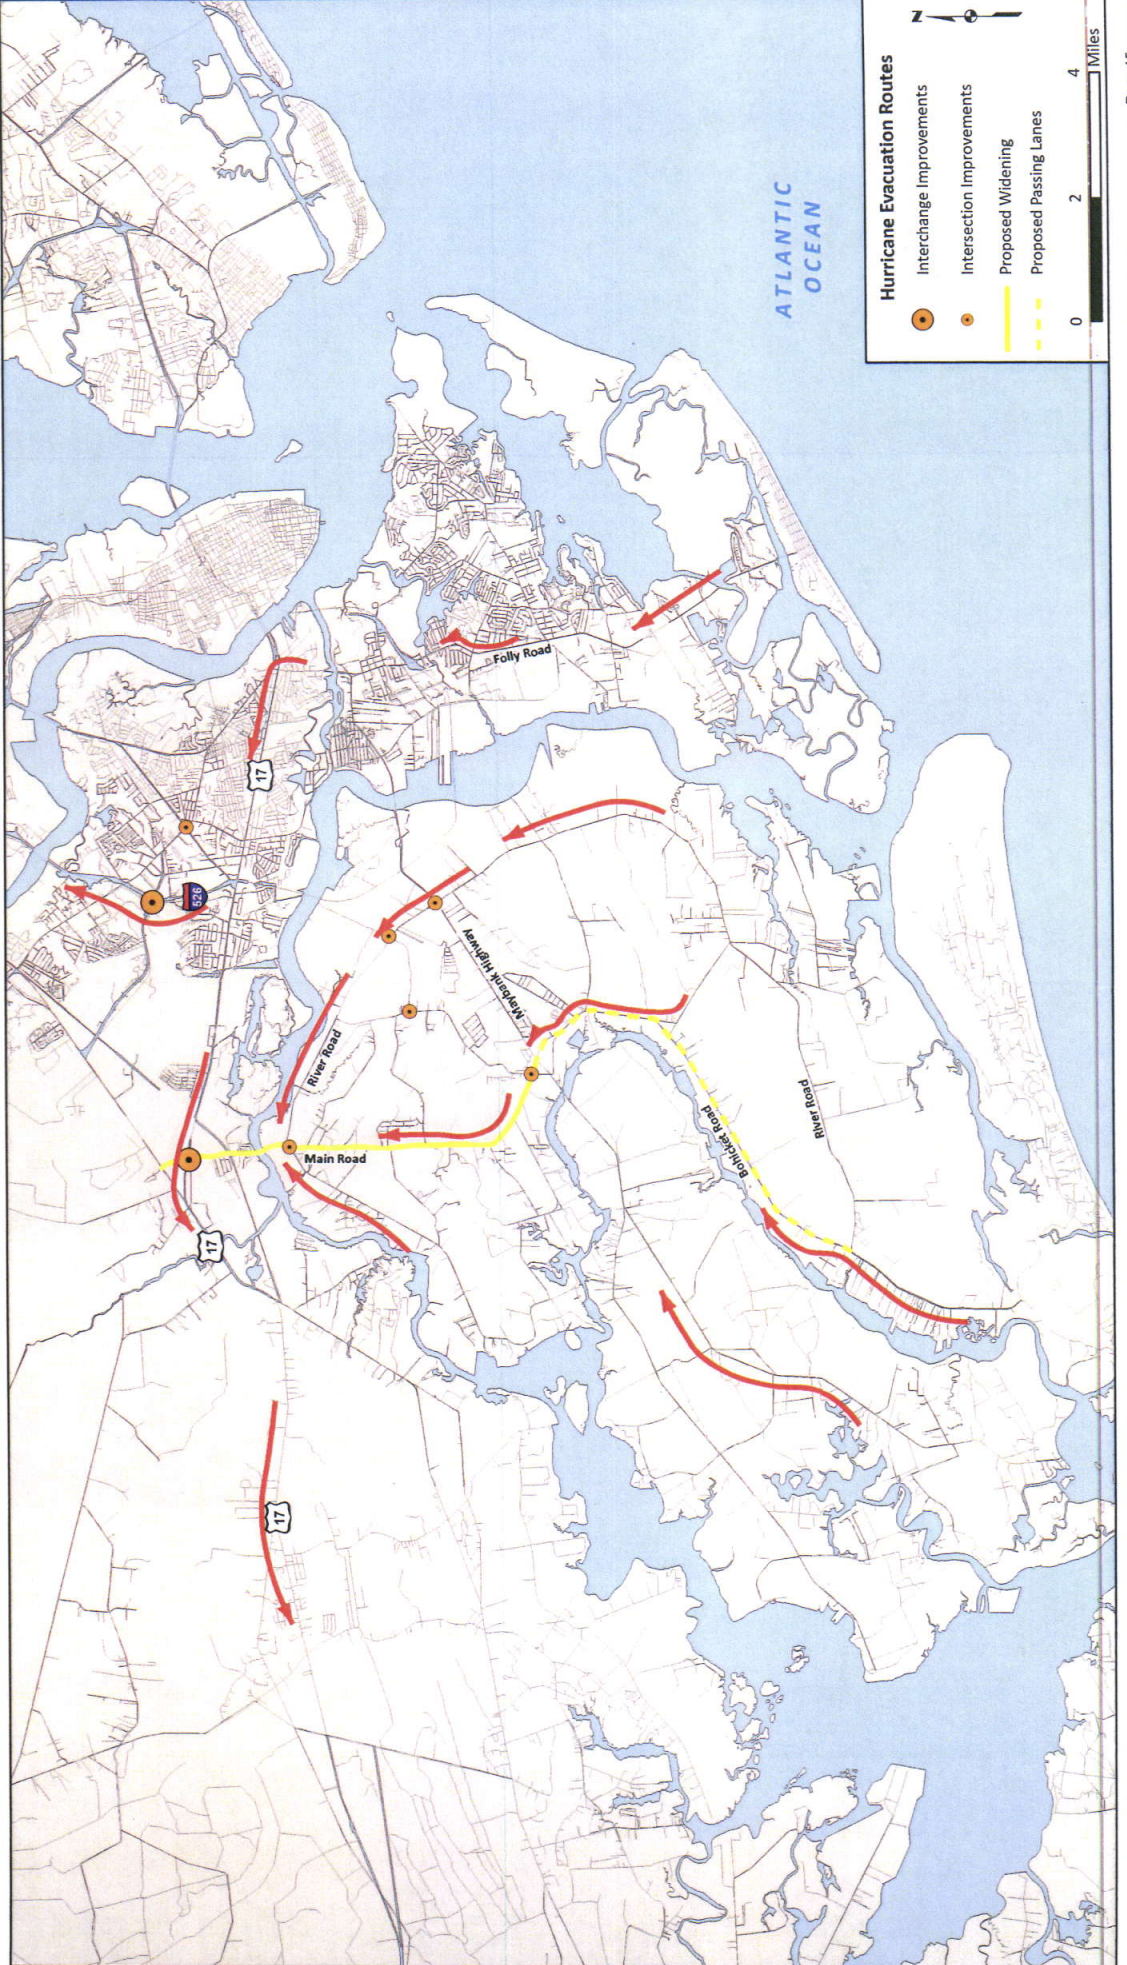 17
526
17
17
River Road
Main Road
Maybank Highway
Folly Road
Bohicket Road
River Road
ATLANTIC
OCEAN
Hurricane Evacuation Routes
N
Interchange Improvements
Intersection Improvements
Proposed Widening
Proposed Passing Lanes
0 2 4
Miles